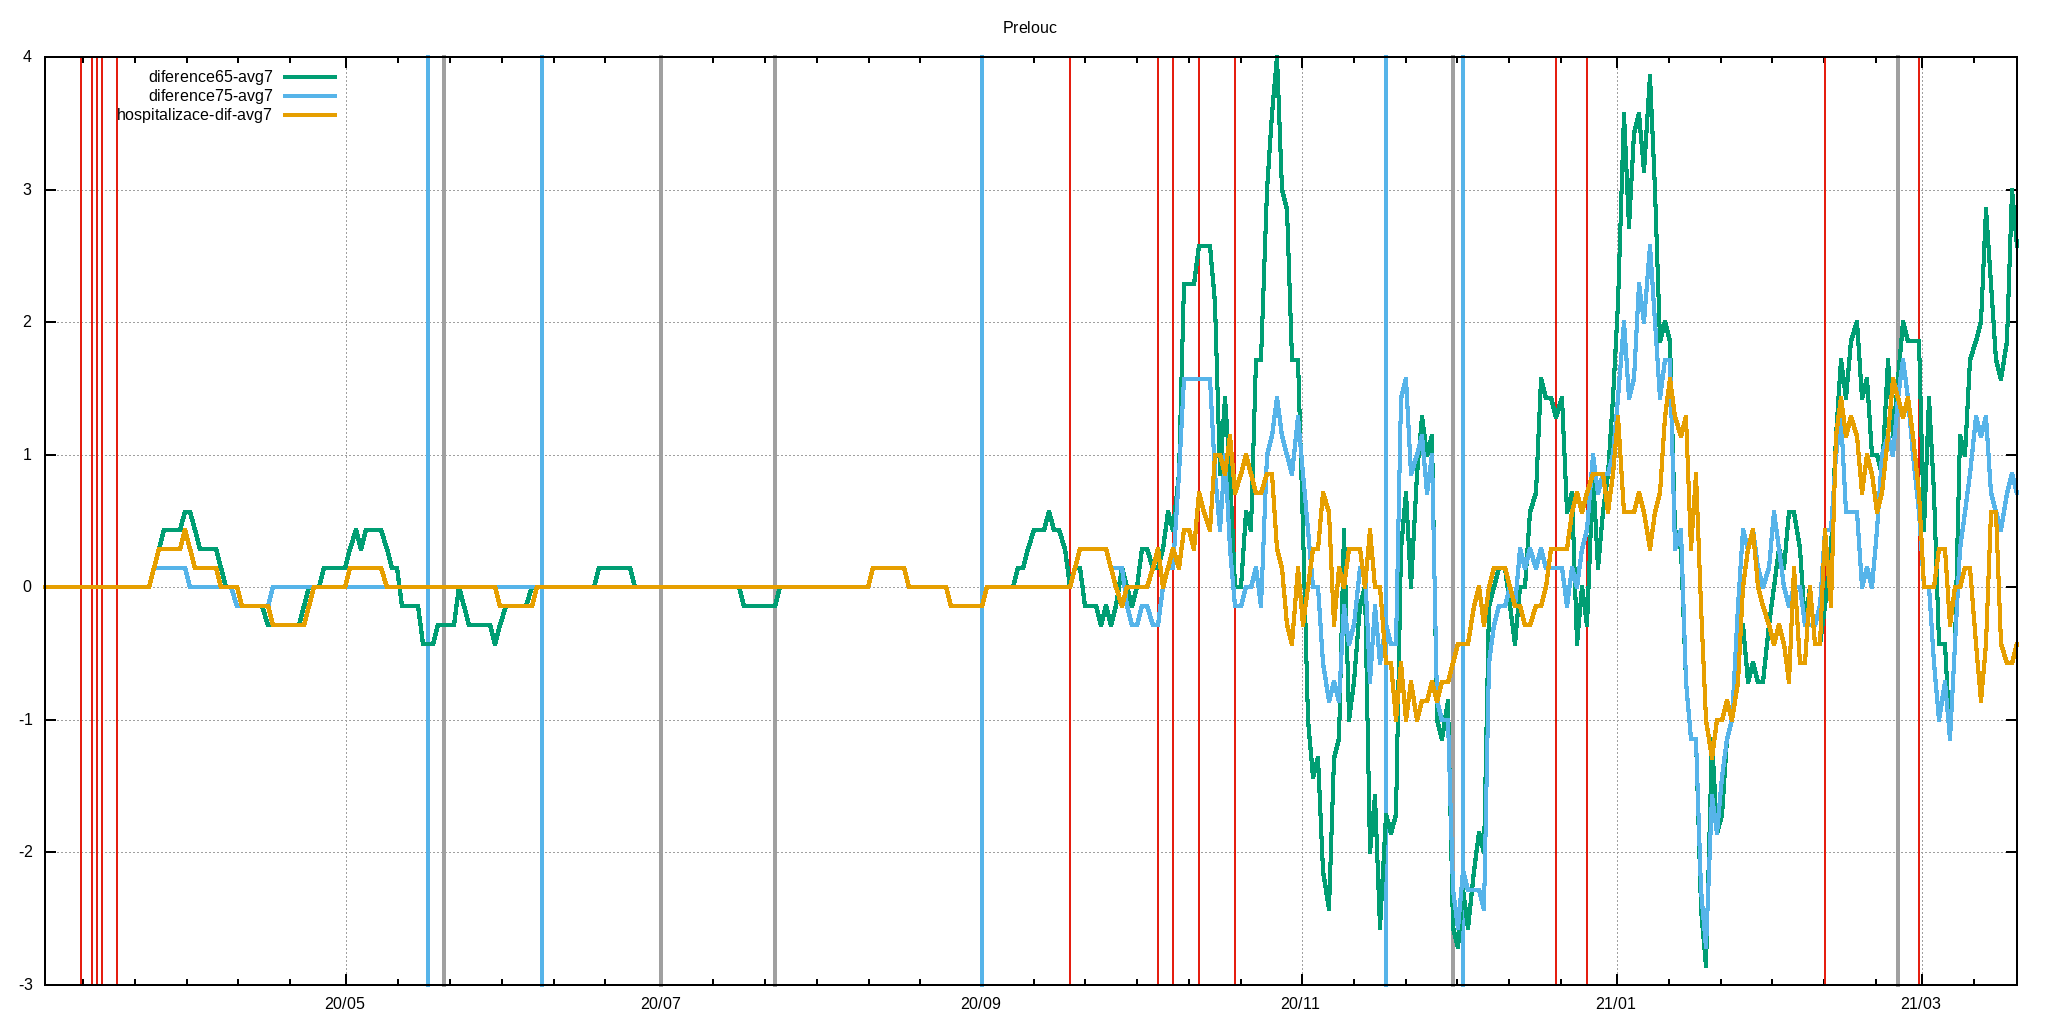 Prelouc
diference65-avg7
diference75-avg7
hospitalizace-dif-avg7
4
3
2
1
0
-1
-2
-3
20/05 20/07 20/09 20/11 21/01 21/03